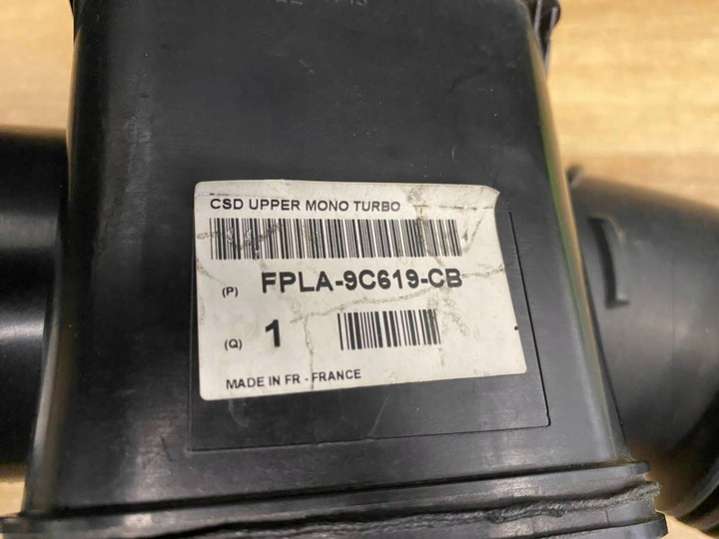 CSD UPPER MONO TURBO
(P) FPLA-9C619-CB
(Q) 1
MADE IN FR - FRANCE